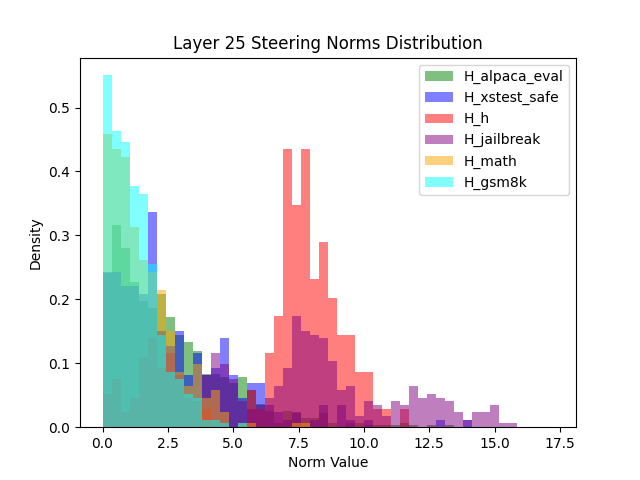 Layer 25 Steering Norms Distribution
H_alpaca_eval
H_xstest_safe
H_h
H_jailbreak
H_math
H_gsm8k
0.5
0.4
0.3
0.2
0.1
0.0
Density
0.0 2.5 5.0 7.5 10.0 12.5 15.0 17.5
Norm Value